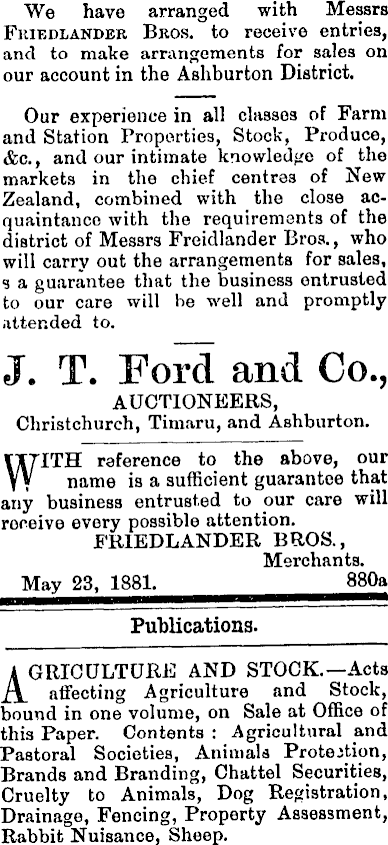 We have arranged with Messrs
FRIEDLANDER BROS. to receive entries,
and to make arrangements for sales on
our account in the Ashburton District.
Our experience in all classes of Farm
and Station Properties, Stock, Produce,
&c., and our intimate knowledge of the
markets in the chief centres of New
Zealand, combined with the close ac-
quaintance with the requirements of the
district of Messrs Freidlander Bros., who
will carry out the arrangements for sales,
s a guarantee that the business entrusted
to our care will be well and promptly
attended to.
J. T. Ford and Co.,
AUCTIONEERS,
Christchurch, Timaru, and Ashburton.
WITH reference to the above, our
name is a sufficient guarantee that
any business entrusted to our care will
receive every possible attention.
FRIEDLANDER BROS.,
Merchants.
May 23, 1881. 880a
Publications.
AGRICULTURE AND STOCK.—Acts
affecting Agriculture and Stock,
bound in one volume, on Sale at Office of
this Paper. Contents : Agricultural and
Pastoral Societies, Animals Protection,
Brands and Branding, Chattel Securities,
Cruelty to Animals, Dog Registration,
Drainage, Fencing, Property Assessment,
Rabbit Nuisance, Sheep.